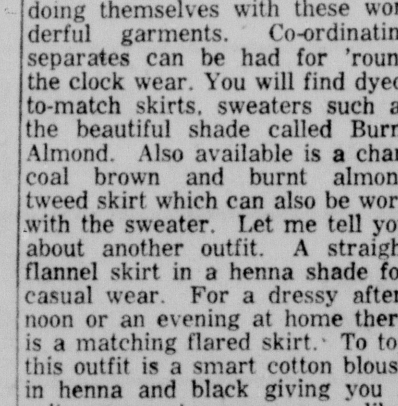 doing themselves with these wo
derful garments. Co-ordinatin
separates can be had for 'roun
the clock wear. You will find dye
to-match skirts, sweaters such a
the beautiful shade called Bur
Almond. Also available is a cha
coal brown and burnt almon
tweed skirt which can also be wor
with the sweater. Let me tell yo
about another outfit. A straigh
flannel skirt in a henna shade fo
casual wear. For a dressy after
noon or an evening at home ther
is a matching flared skirt. To to
this outfit is a smart cotton blous
in henna and black giving you